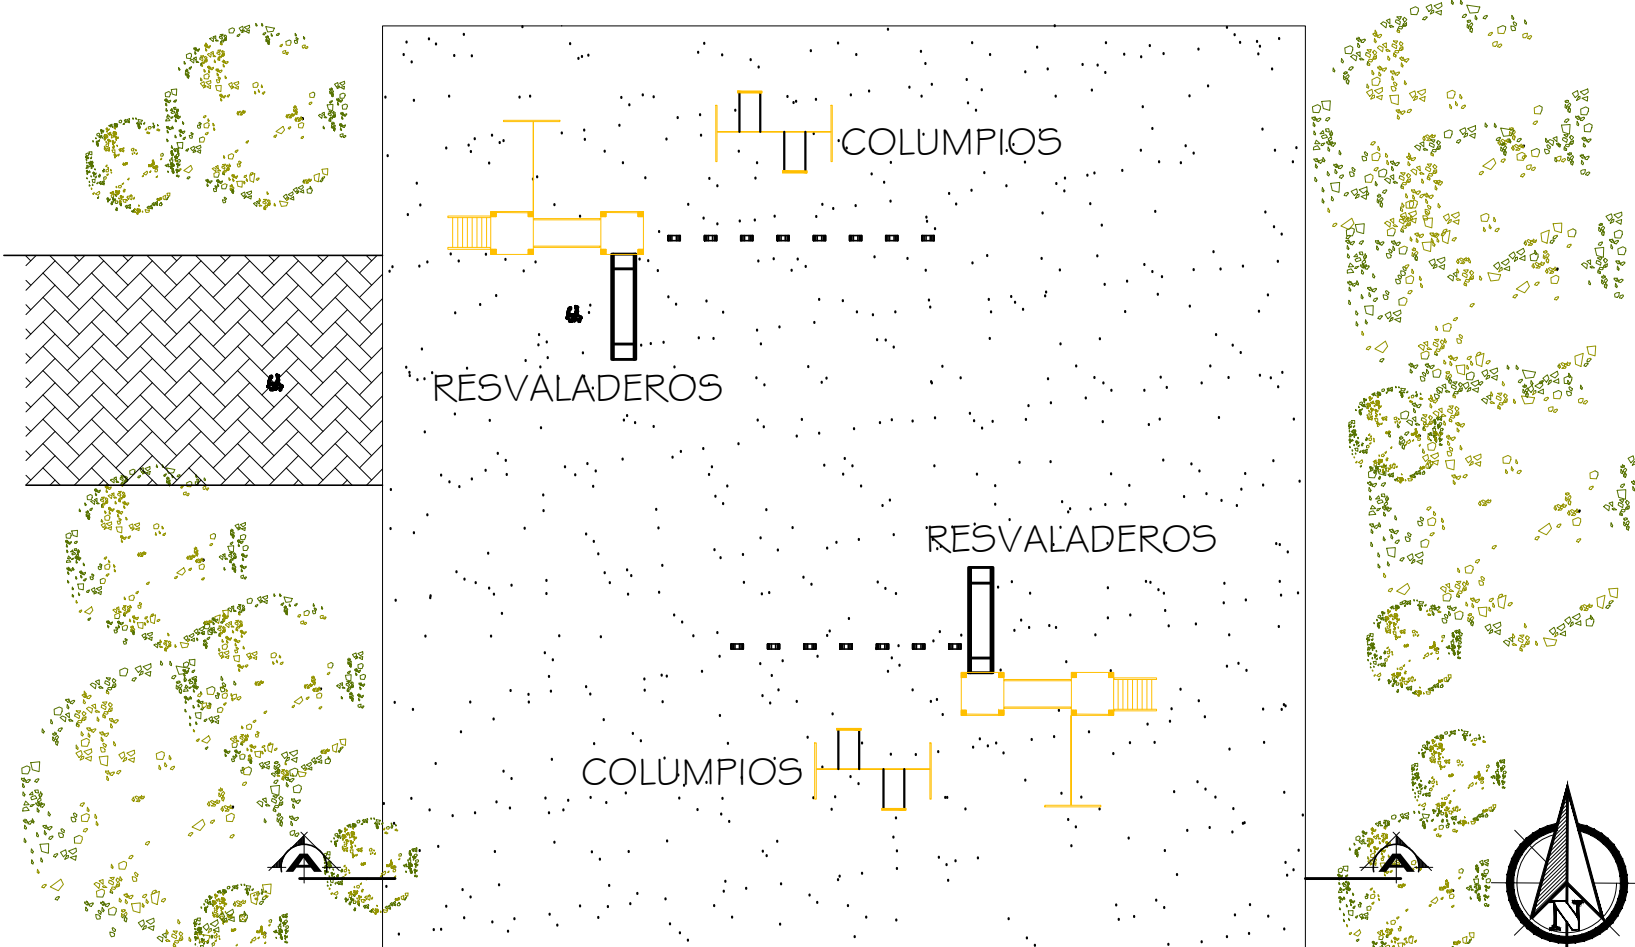 COLUMPIOS
RESVALADEROS
RESVALADEROS
COLUMPIOS
A
A
N